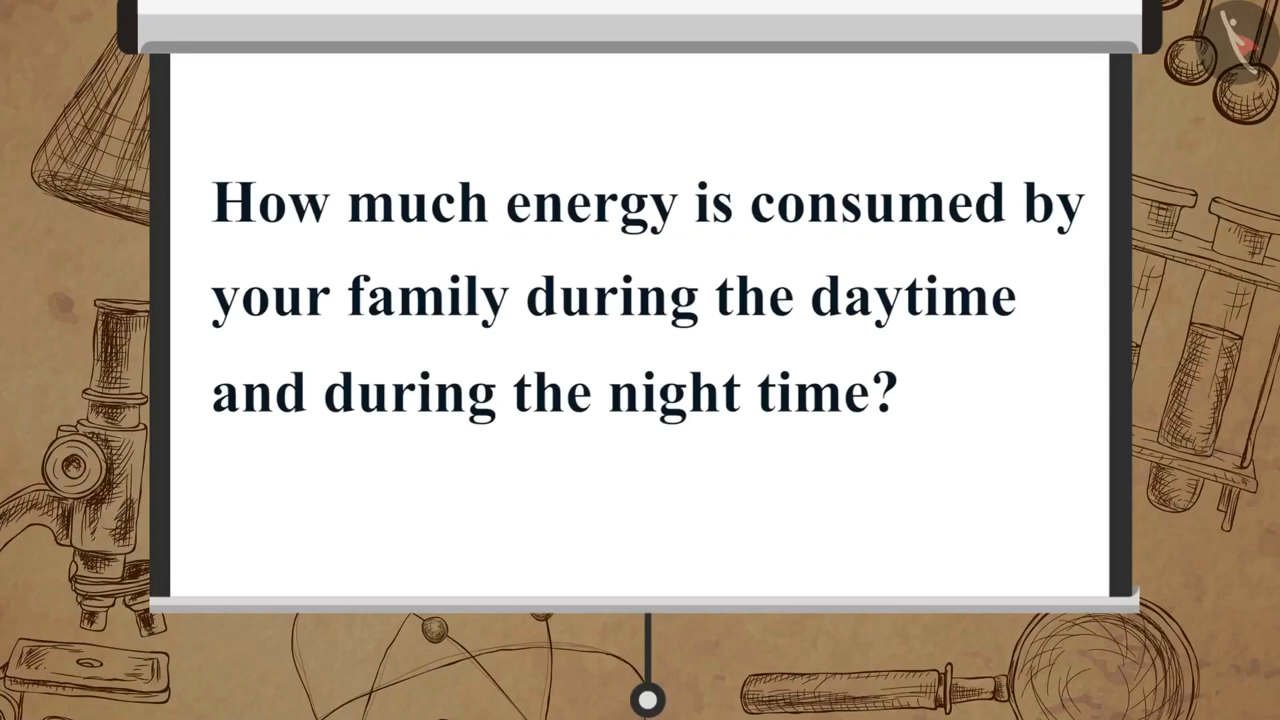 How much energy is consumed by
your family during the daytime
and during the night time?